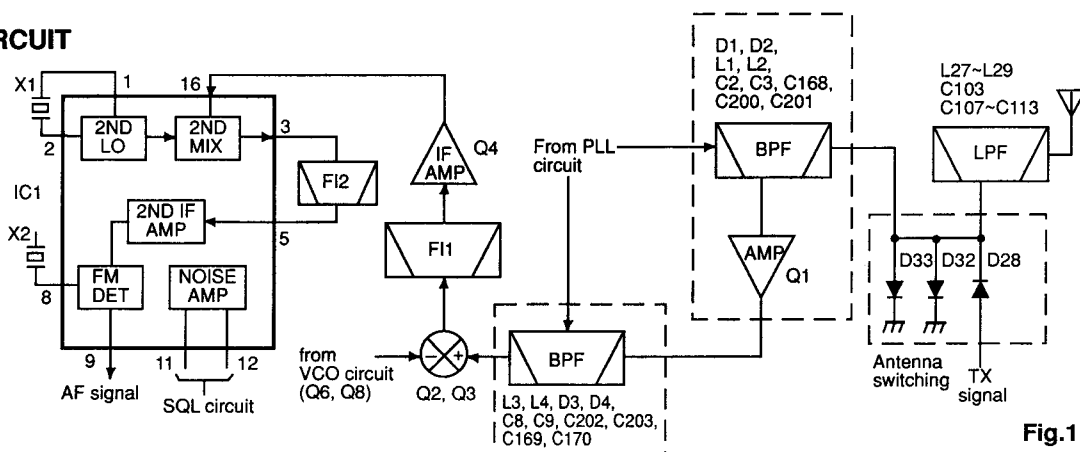 RCUIT
X1
1
16
2
2ND
LO
2ND
MIX
3
FI2
IC1
X2
2ND IF
AMP
5
8
FM
DET
NOISE
AMP
9
11
12
AF signal
SQL circuit
IF
AMP
Q4
FI1
from
VCO circuit
(Q6, Q8)
−
+
Q2, Q3
From PLL
circuit
BPF
L3, L4, D3, D4,
C8, C9, C202, C203,
C169, C170
D1, D2,
L1, L2,
C2, C3, C168,
C200, C201
BPF
AMP
Q1
L27~L29
C103
C107~C113
LPF
D33
D32
D28
Antenna
switching
TX
signal
Fig.1